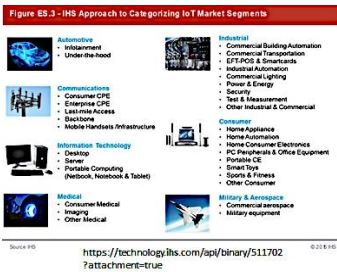 Figure ES.3 - IHS Approach to Categorizing IoT Market Segments
Automotive
• Infotainment
• Under-the-hood
Communications
• Consumer CPE
• Enterprise CPE
• Last-mile Access
• Backbone
• Mobile Handsets /Infrastructure
Information Technology
• Desktop
• Server
• Portable Computing
(Netbook, Notebook & Tablet)
Medical
• Consumer Medical
• Imaging
• Other Medical
Industrial
• Commercial Building Automation
• Commercial Transportation
• EFT-POS & Smartcards
• Industrial Automation
• Commercial Lighting
• Power & Energy
• Security
• Test & Measurement
• Other Industrial & Commercial
Consumer
• Home Appliance
• Home Automation
• Home Consumer Electronics
• PC Peripherals & Office Equipment
• Portable CE
• Smart Toys
• Sports & Fitness
• Other Consumer
Military & Aerospace
• Commercial aerospace
• Military equipment
Source IHS
© 2015 IHS
https://technology.ihs.com/api/binary/511702
?attachment=true